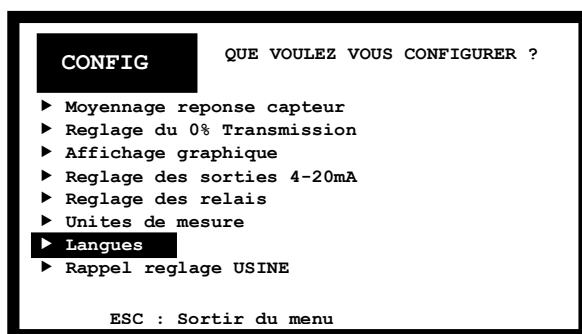 CONFIG
QUE VOULEZ VOUS CONFIGURER ?
Moyennage reponse capteur
Reglage du 0% Transmission
Affichage graphique
Reglage des sorties 4-20mA
Reglage des relais
Unites de mesure
Langues
Rappel reglage USINE
ESC : Sortir du menu